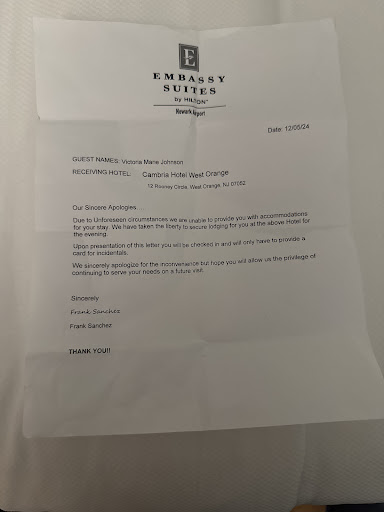 E
EMBASSY
SUITES
by HILTON™
Newark Airport
Date: 12/05/24
GUEST NAMES: Victoria Marie Johnson
RECEIVING HOTEL: Cambria Hotel West Orange
12 Rooney Circle, West Orange, NJ 07052
Our Sincere Apologies....
Due to Unforeseen circumstances we are unable to provide you with accommodations
for your stay. We have taken the liberty to secure lodging for you at the above Hotel for
the evening.
Upon presentation of this letter you will be checked in and will only have to provide a
card for incidentals.
We sincerely apologize for the inconvenience but hope you will allow us the privilege of
continuing to serve your needs on a future visit.
Sincerely
Frank Sanchez
Frank Sanchez
THANK YOU!!